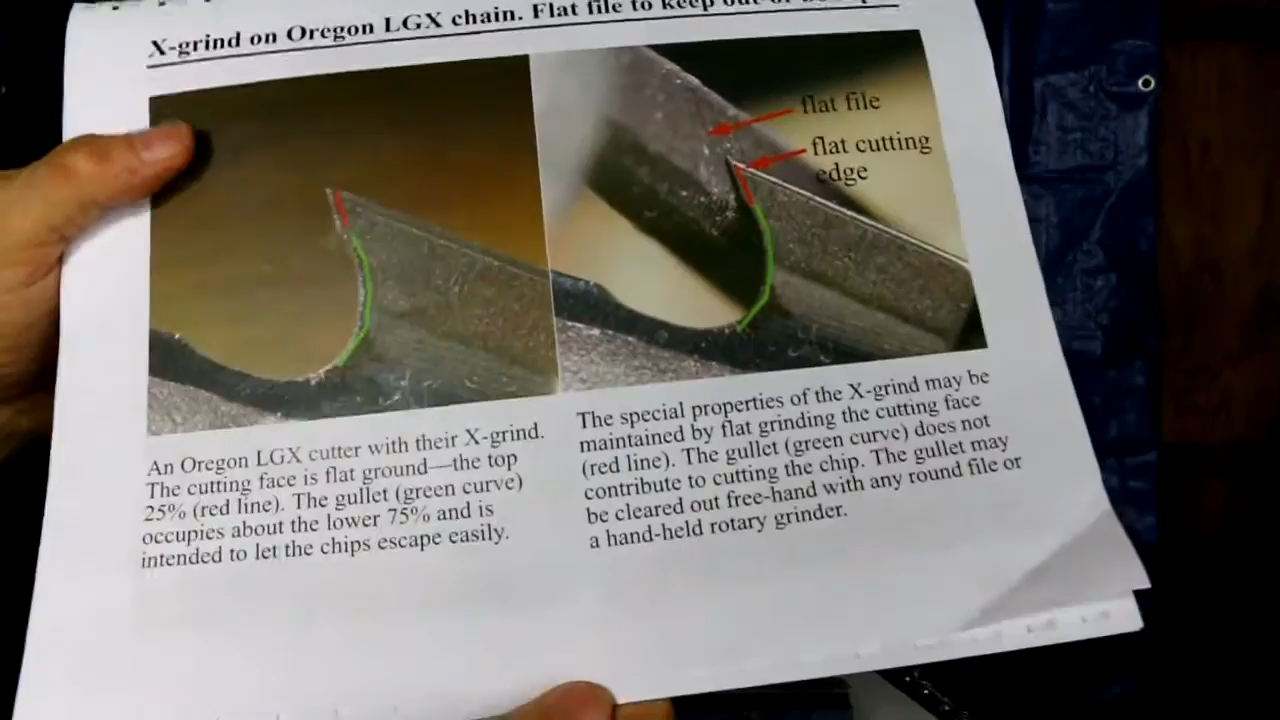 X-grind on Oregon LGX chain. Flat file to keep
flat file
flat cutting
edge
An Oregon LGX cutter with their X-grind.
The cutting face is flat ground—the top
25% (red line). The gullet (green curve)
occupies about the lower 75% and is
intended to let the chips escape easily.
The special properties of the X-grind may be
maintained by flat grinding the cutting face
(red line). The gullet (green curve) does not
contribute to cutting the chip. The gullet may
be cleared out free-hand with any round file or
a hand-held rotary grinder.